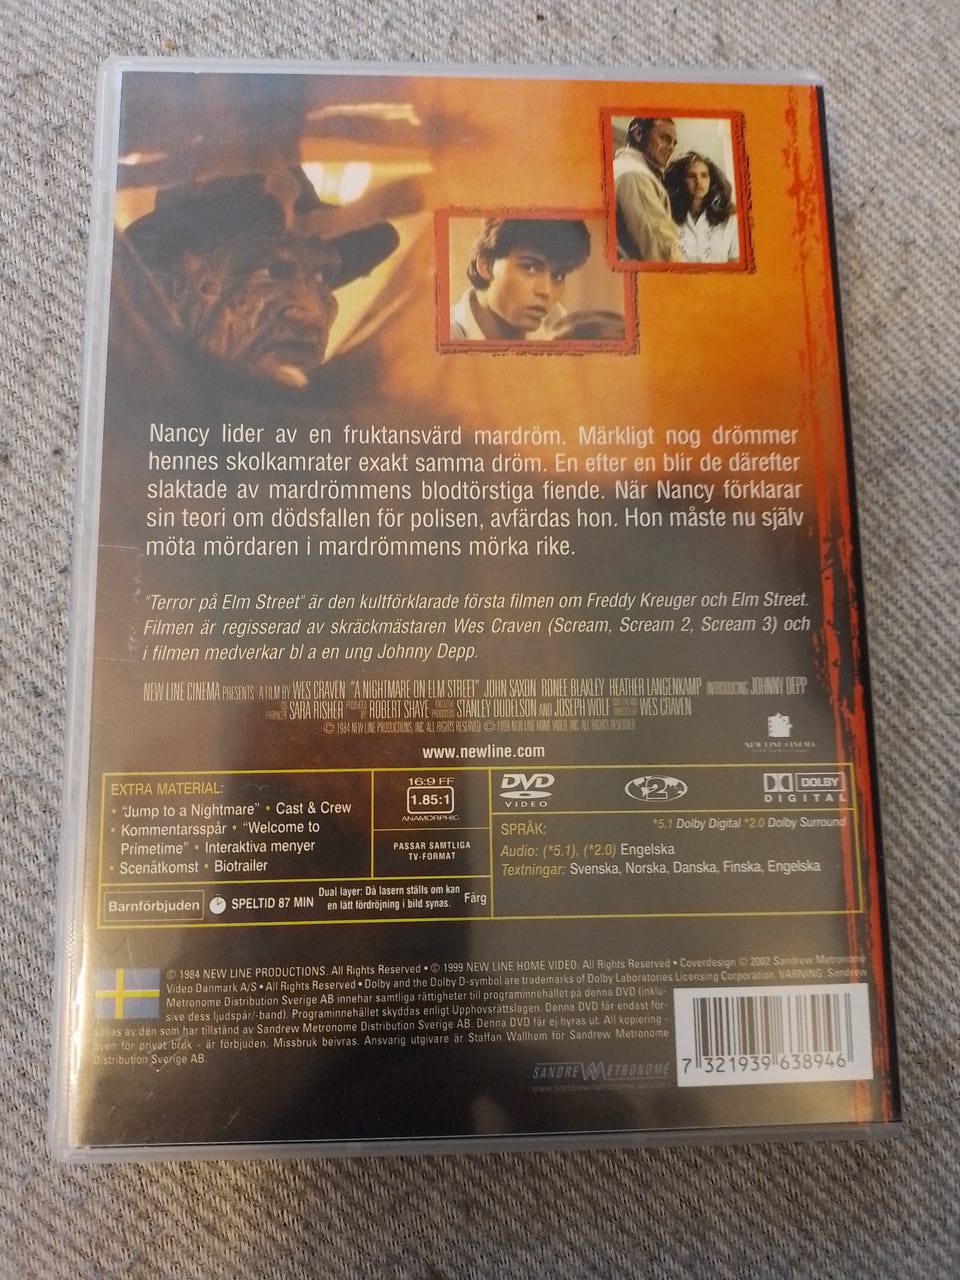 Nancy lider av en fruktansvärd mardröm. Märkligt nog drömmer
hennes skolkamrater exakt samma dröm. En efter en blir de därefter
slaktade av mardrömmens blodtörstiga fiende. När Nancy förklarar
sin teori om dödsfallen för polisen, avfärdas hon. Hon måste nu själv
möta mördaren i mardrömmens mörka rike.
"Terror på Elm Street" är den kultförklarade första filmen om Freddy Kreuger och Elm Street.
Filmen är regisserad av skräckmästaren Wes Craven (Scream, Scream 2, Scream 3) och
i filmen medverkar bl a en ung Johnny Depp.
NEW LINE CINEMA PRESENTS A FILM BY WES CRAVEN "A NIGHTMARE ON ELM STREET" JOHN SAXON RONEE BLAKLEY HEATHER LANGENKAMP INTRODUCING JOHNNY DEPP
CO PRODUCER SARA RISHER PRODUCED BY ROBERT SHAYE EXECUTIVE PRODUCERS STANLEY DUDELSON AND JOSEPH WOLF WRITTEN AND DIRECTED BY WES CRAVEN
© 1984 NEW LINE PRODUCTIONS, INC. ALL RIGHTS RESERVED © 1999 NEW LINE HOME VIDEO, INC. ALL RIGHTS RESERVED
NEW LINE CINEMA
www.newline.com
EXTRA MATERIAL:
• "Jump to a Nightmare" • Cast & Crew
• Kommentarsspår • "Welcome to
Primetime" • Interaktiva menyer
• Scenåtkomst • Biotrailer
16:9 FF
1.85:1
ANAMORPHIC
PASSAR SAMTLIGA
TV-FORMAT
DVD
VIDEO
2
DOLBY
DIGITAL
SPRÅK:
*5.1 Dolby Digital *2.0 Dolby Surround
Audio: (*5.1), (*2.0) Engelska
Textningar: Svenska, Norska, Danska, Finska, Engelska
Barnförbjuden
SPELTID 87 MIN
Dual layer: Då lasern ställs om kan
en lätt fördröjning i bild synas.
Färg
© 1984 NEW LINE PRODUCTIONS. All Rights Reserved • © 1999 NEW LINE HOME VIDEO. All Rights Reserved • Coverdesign © 2002 Sandrew Metronome
Video Danmark A/S • All Rights Reserved • Dolby and the Dolby D-symbol are trademarks of Dolby Laboratories Licensing Corporation. VARNING: Sandrew
Metronome Distribution Sverige AB innehar samtliga rättigheter till programinnehållet på denna DVD (inklu-
sive dess ljudspår/-band). Programinnehållet skyddas enligt Upphovsrättslagen. Denna DVD får endast för-
säljas av den som har tillstånd av Sandrew Metronome Distribution Sverige AB. Denna DVD får ej hyras ut. All kopiering -
även för privat bruk - är förbjuden. Missbruk beivras. Ansvarig utgivare är Staffan Wallhem för Sandrew Metronome
Distribution Sverige AB.
SANDREW METRONOME
7 321939 638946